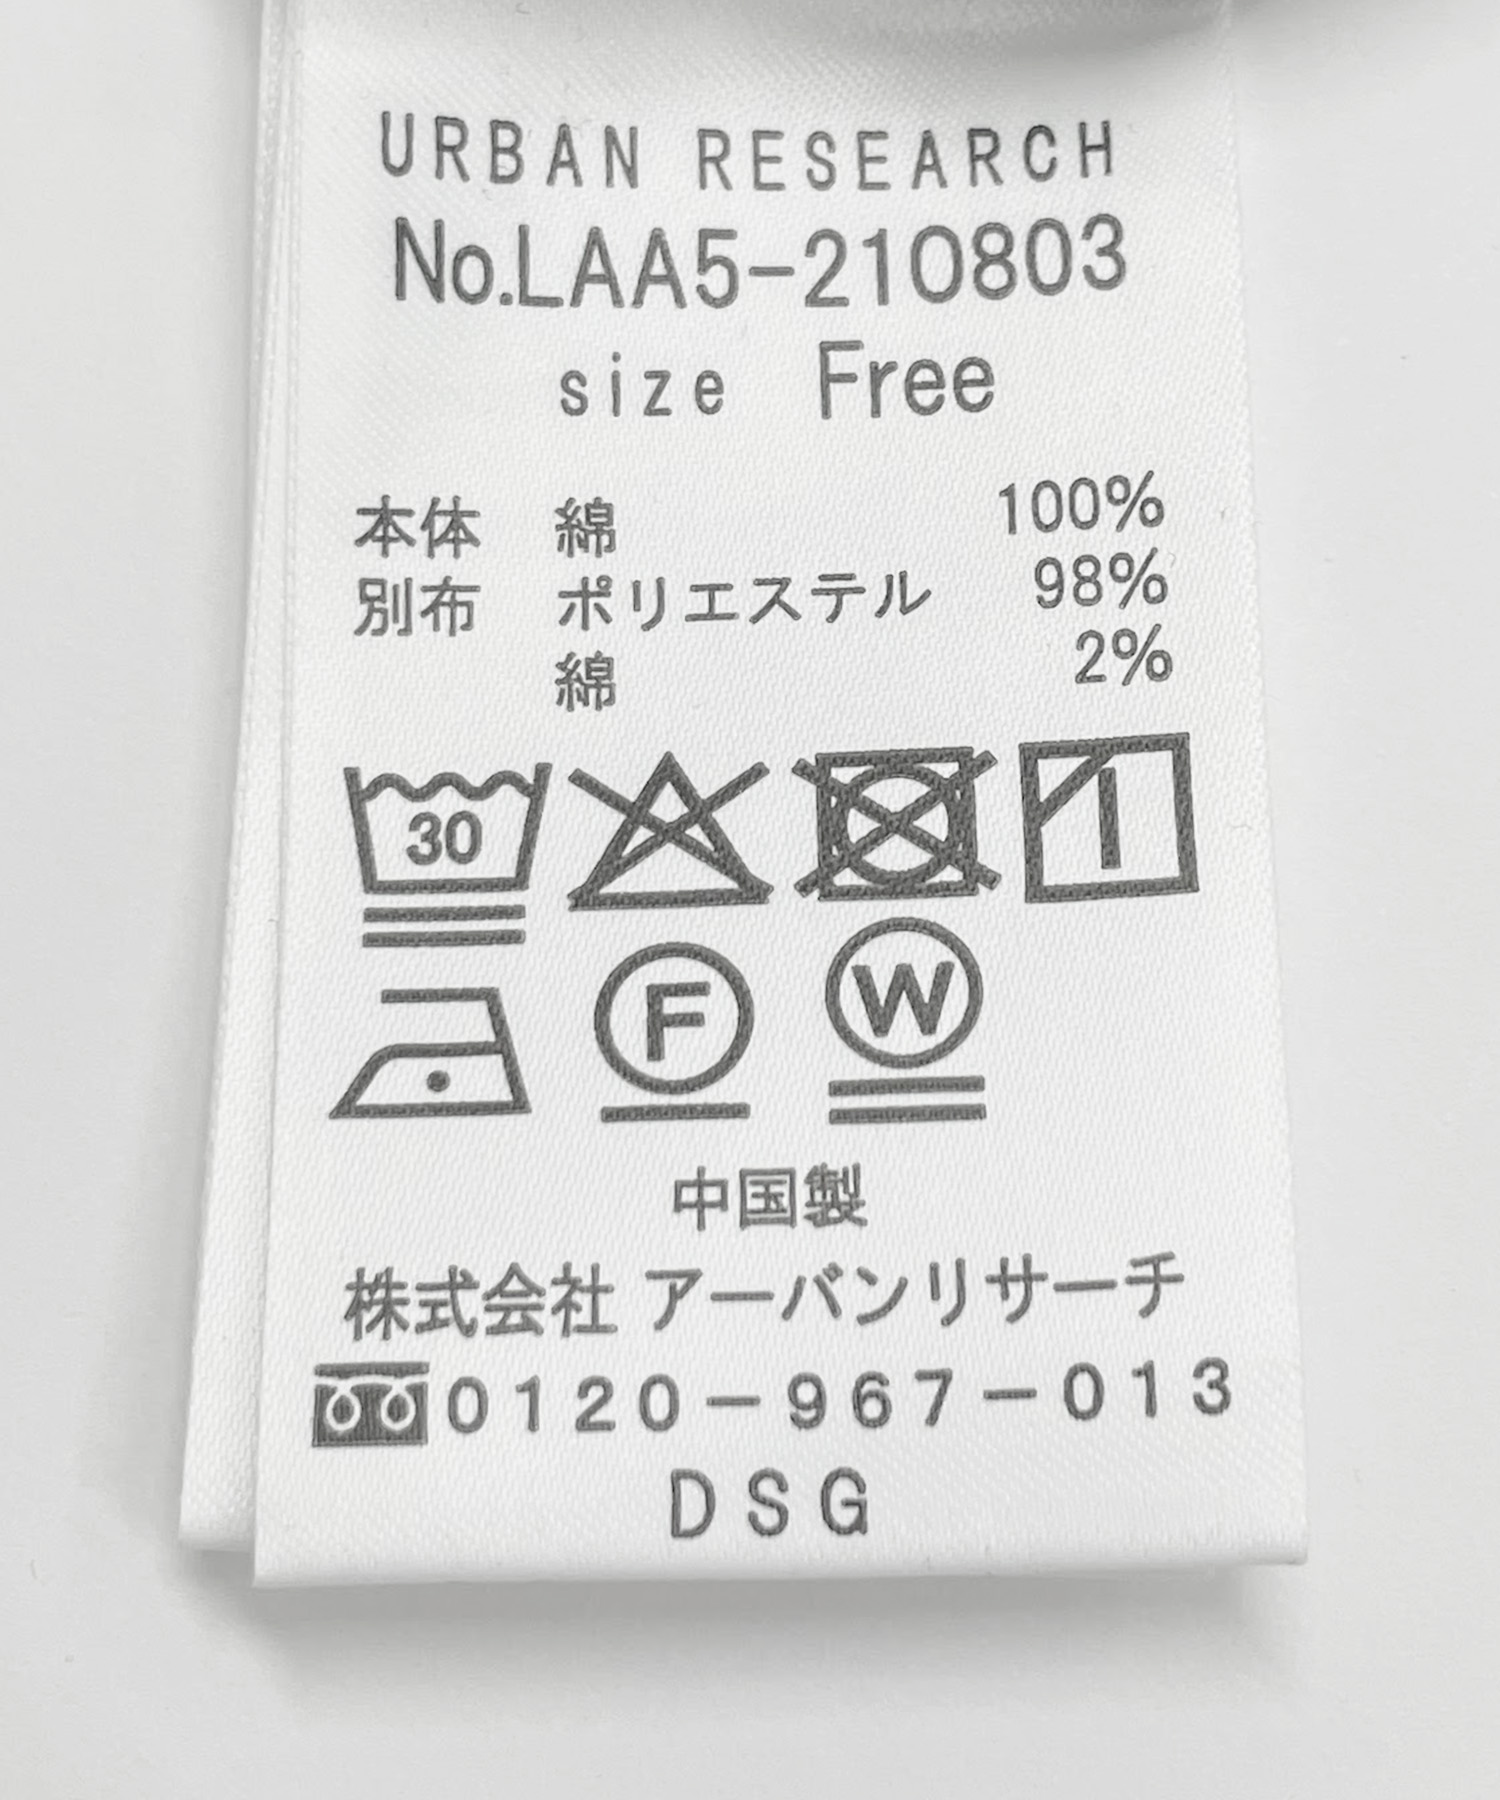 URBAN RESEARCH
No.LAA5-210803
size Free
本体 綿 100%
別布 ポリエステル 98%
綿 2%
30
F W
中国製
株式会社 アーバンリサーチ
0120-967-013
DSG